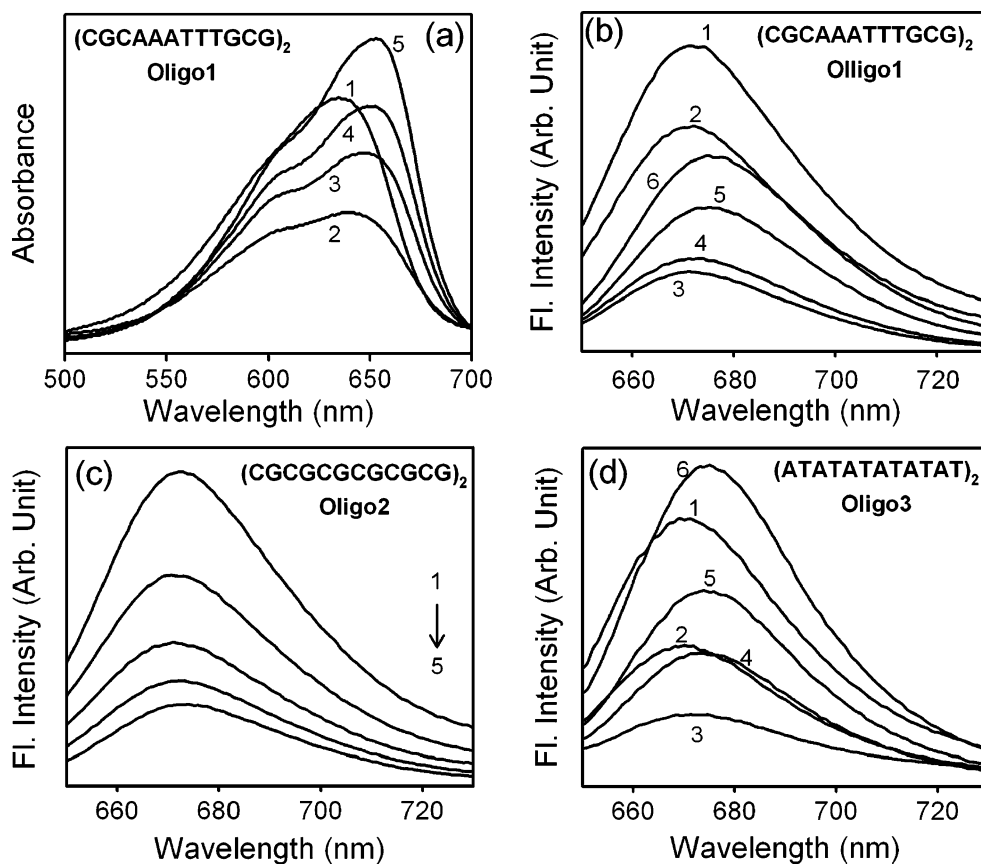 (CGCAAATTTGCG)2
Oligo1
(a)
5
1
4
3
2
Absorbance
500 550 600 650 700
Wavelength (nm)
(b)
(CGCAAATTTGCG)2
Olligo1
1
2
6
5
4
3
Fl. Intensity (Arb. Unit)
660 680 700 720
Wavelength (nm)
(c)
(CGCGCGCGCGCG)2
Oligo2
1
5
Fl. Intensity (Arb. Unit)
660 680 700 720
Wavelength (nm)
(d)
(ATATATATATAT)2
Oligo3
6
1
5
2
4
3
Fl. Intensity (Arb. Unit)
660 680 700 720
Wavelength (nm)